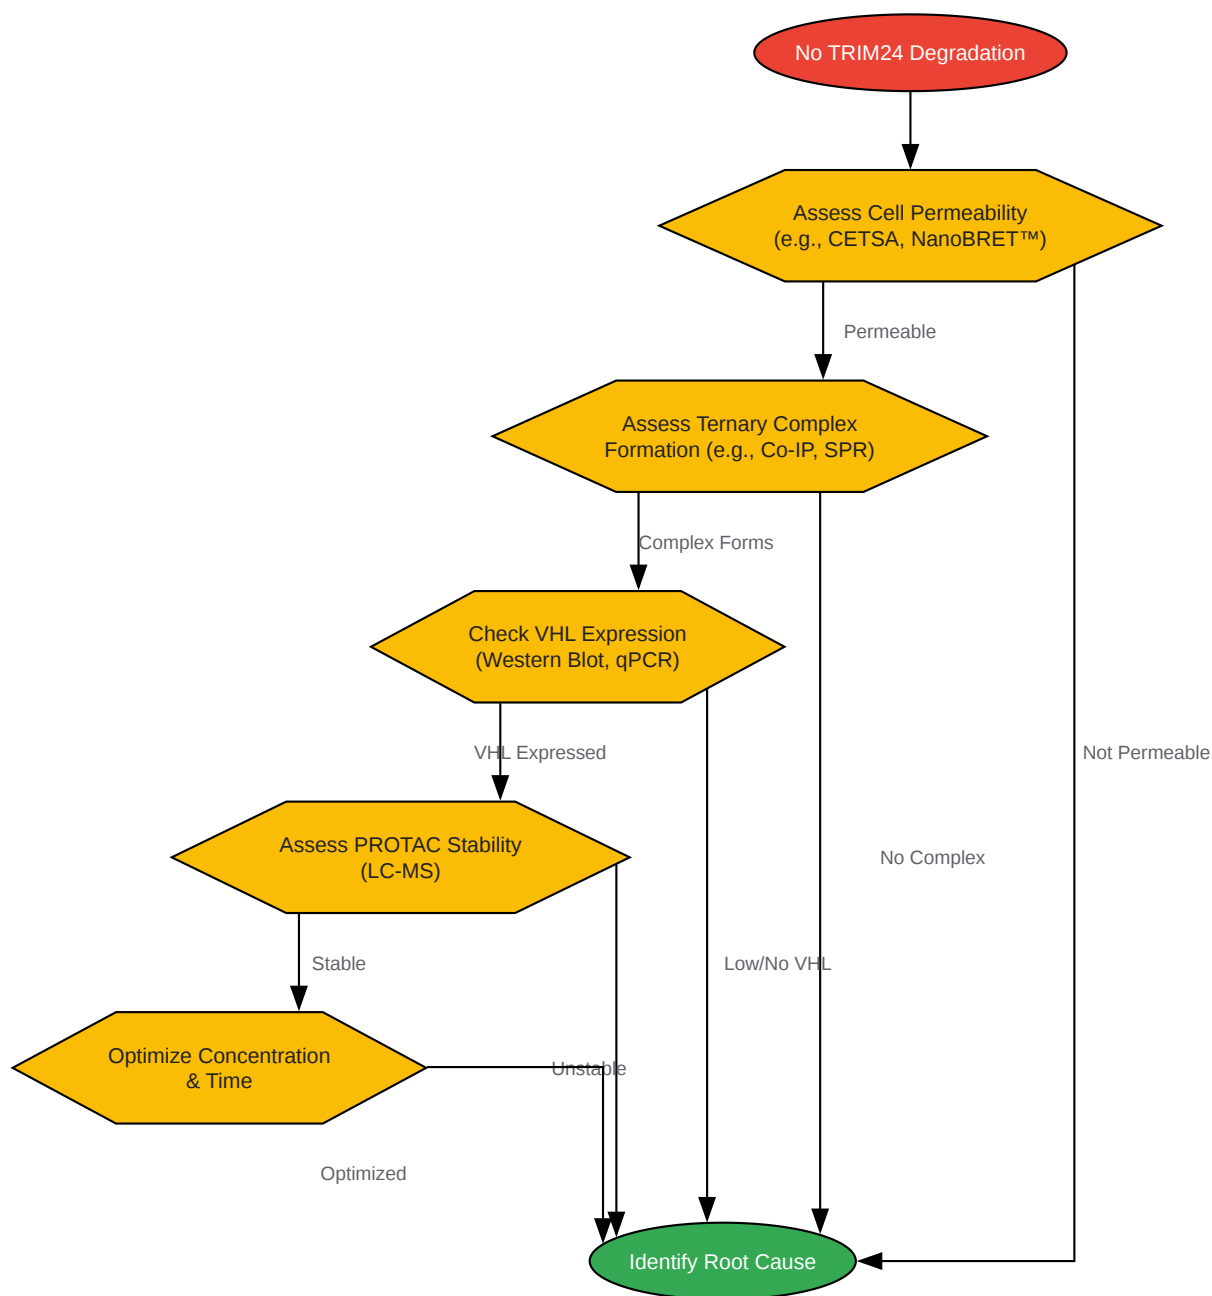 No TRIM24 Degradation
Assess Cell Permeability
(e.g., CETSA, NanoBRET™)
Permeable
Assess Ternary Complex
Formation (e.g., Co-IP, SPR)
Complex Forms
Check VHL Expression
(Western Blot, qPCR)
VHL Expressed
Not Permeable
Assess PROTAC Stability
(LC-MS)
No Complex
Stable
Low/No VHL
Optimize Concentration
& Time
Unstable
Optimized
Identify Root Cause